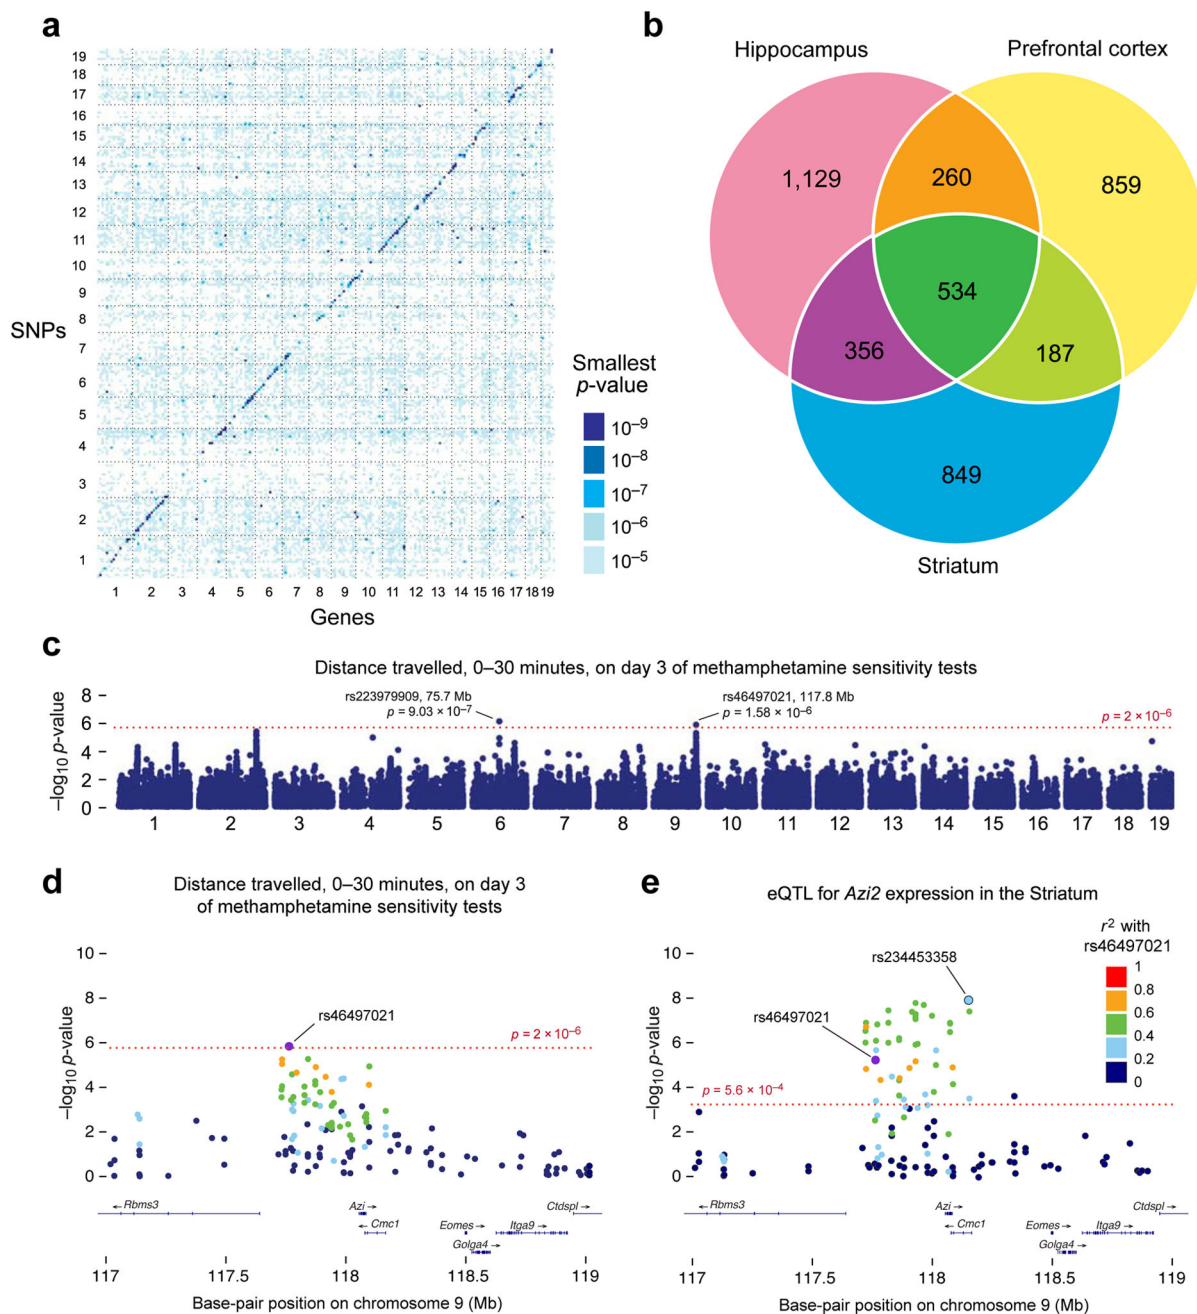 a
SNPs
19
18
17
16
15
14
13
12
11
10
9
8
7
6
5
4
3
2
1
1 2 3 4 5 6 7 8 9 10 11 12 13 14 15 16 17 18 19
Genes
Smallest
p-value
10–9
10–8
10–7
10–6
10–5
b
Hippocampus
Prefrontal cortex
1,129
260
859
534
356
187
849
Striatum
c
Distance travelled, 0–30 minutes, on day 3 of methamphetamine sensitivity tests
–log10 p-value
8
6
4
2
0
rs223979909, 75.7 Mb
p = 9.03 × 10–7
rs46497021, 117.8 Mb
p = 1.58 × 10–6
p = 2 × 10–6
1 2 3 4 5 6 7 8 9 10 11 12 13 14 15 16 17 18 19
d
Distance travelled, 0–30 minutes, on day 3
of methamphetamine sensitivity tests
–log10 p-value
10
8
6
4
2
0
rs46497021
p = 2 × 10–6
Rbms3
Azi
Cmc1
Eomes
Golga4
Itga9
Ctdspl
117 117.5 118 118.5 119
Base-pair position on chromosome 9 (Mb)
e
eQTL for Azi2 expression in the Striatum
–log10 p-value
10
8
6
4
2
0
rs234453358
rs46497021
p = 5.6 × 10–4
r2 with
rs46497021
1
0.8
0.6
0.4
0.2
0
Rbms3
Azi
Cmc1
Eomes
Golga4
Itga9
Ctdspl
117 117.5 118 118.5 119
Base-pair position on chromosome 9 (Mb)